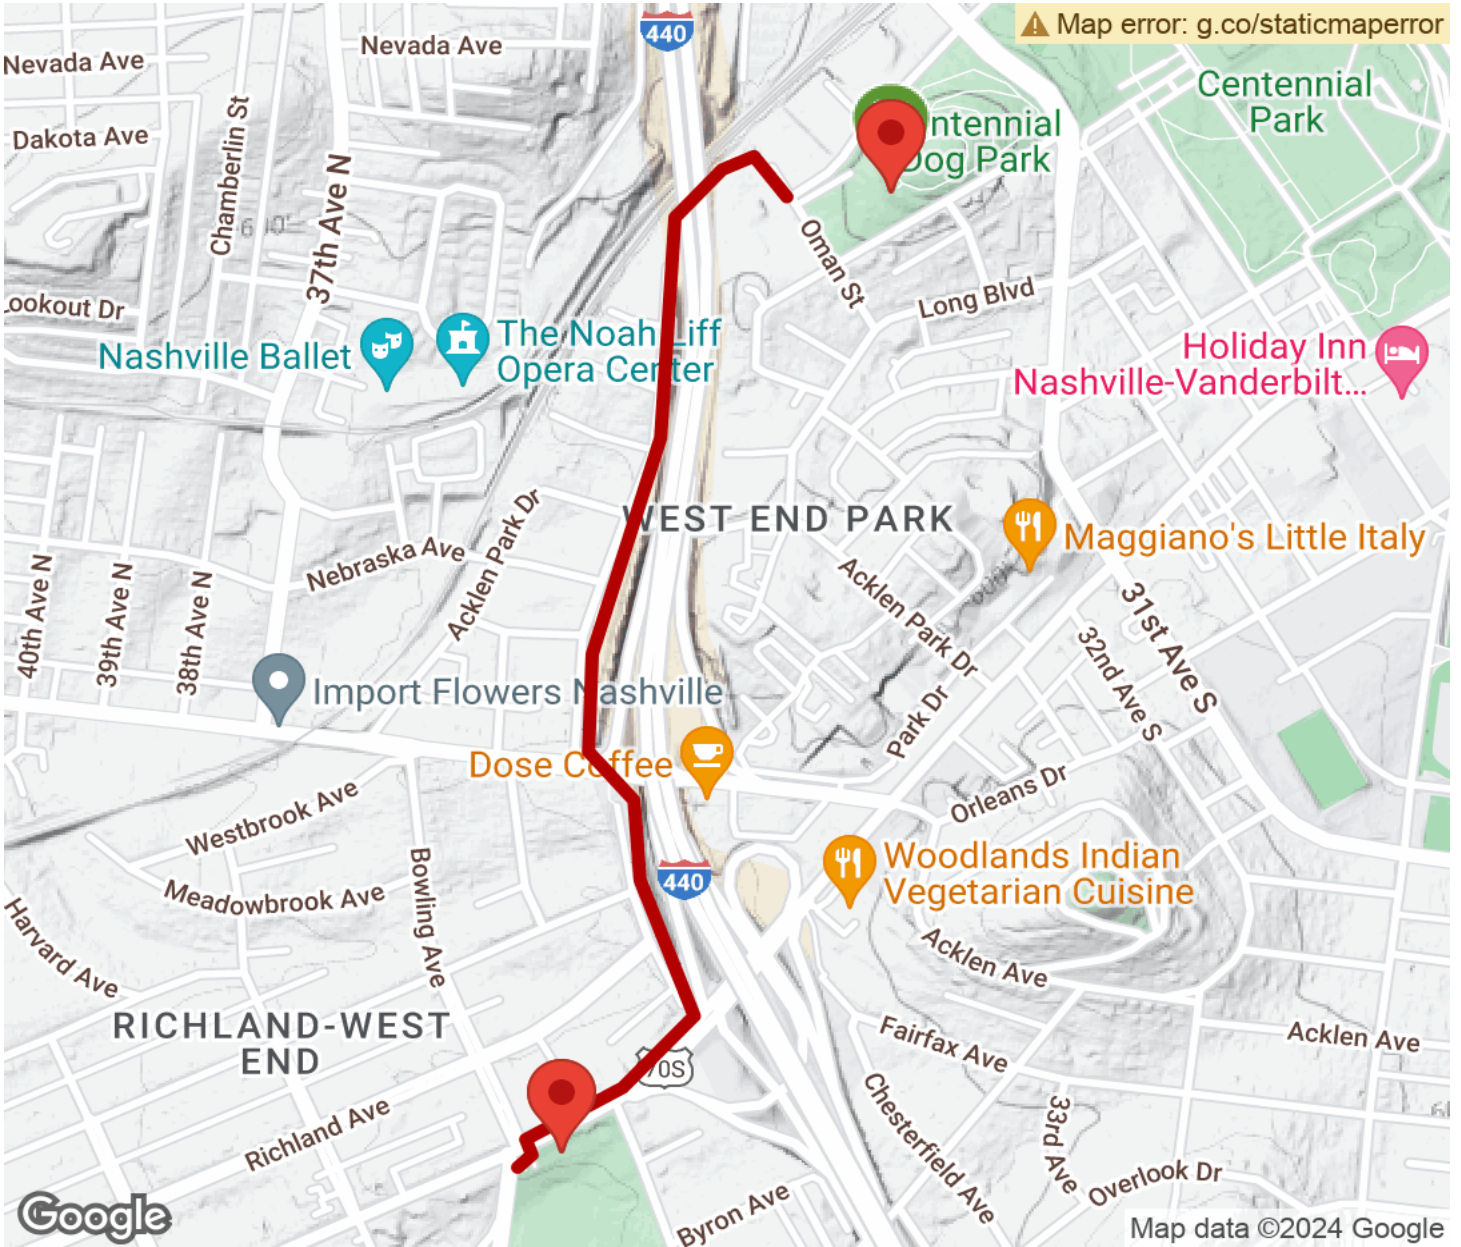 Map error: g.co/staticmaperror
440
Nevada Ave
Nevada Ave
Centennial
Park
Chamberlin St
Dakota Ave
ntennial
Dog Park
37th Ave N
Oman St
Lookout Dr
Long Blvd
The Noah Liff
Opera Center
Nashville Ballet
Holiday Inn
Nashville-Vanderbilt...
WEST END PARK
Acklen Park Dr
Maggiano's Little Italy
Nebraska Ave
40th Ave N
39th Ave N
38th Ave N
Acklen Park Dr
31st Ave S
32nd Ave S
Import Flowers Nashville
Park Dr
Dose Coffee
Orleans Dr
Westbrook Ave
Bowling Ave
440
Woodlands Indian
Vegetarian Cuisine
Meadowbrook Ave
Harvard Ave
Acklen Ave
RICHLAND-WEST
END
Fairfax Ave
Acklen Ave
70S
Richland Ave
Chesterfield Ave
33rd Ave
Overlook Dr
Byron Ave
Google
Map data ©2024 Google